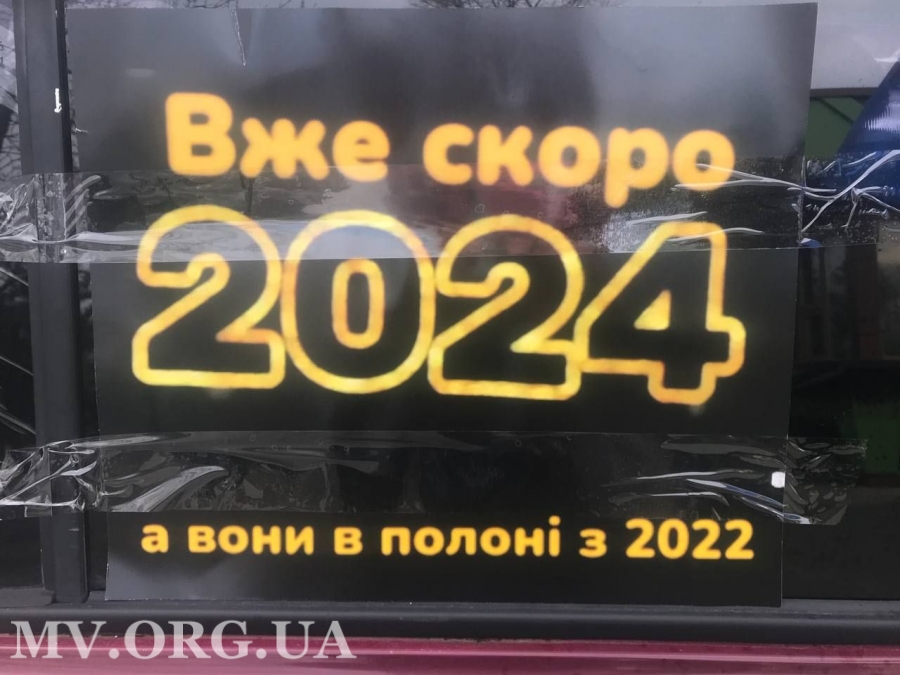 Вже скоро
2024
а вони в полоні з 2022
MV.ORG.UA